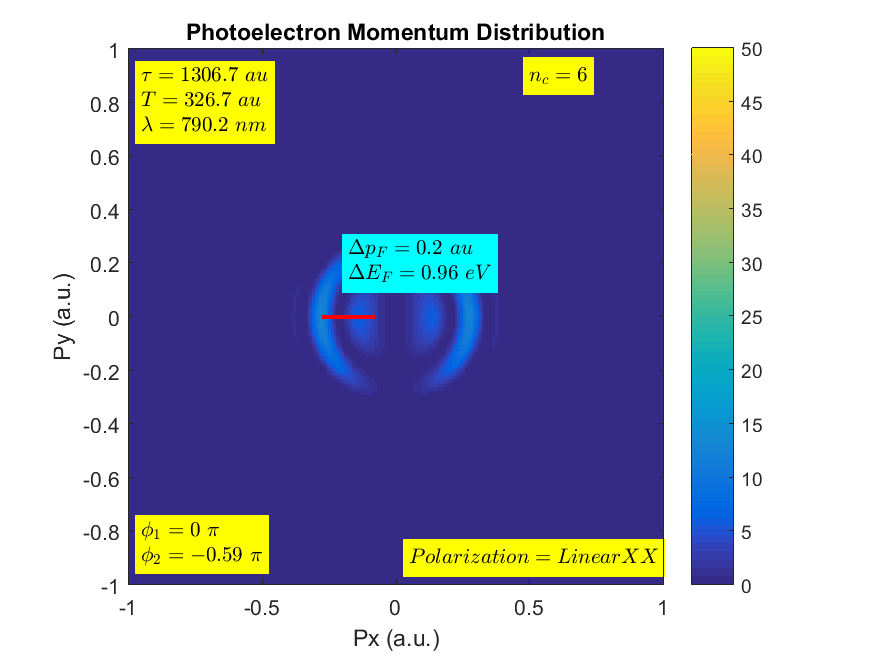 Photoelectron Momentum Distribution
τ = 1306.7 au
T = 326.7 au
λ = 790.2 nm
n_c = 6
Δp_F = 0.2 au
ΔE_F = 0.96 eV
ϕ_1 = 0 π
ϕ_2 = −0.59 π
Polarization = LinearXX
1
0.8
0.6
0.4
0.2
0
-0.2
-0.4
-0.6
-0.8
-1
Py (a.u.)
-1
-0.5
0
0.5
1
Px (a.u.)
50
45
40
35
30
25
20
15
10
5
0